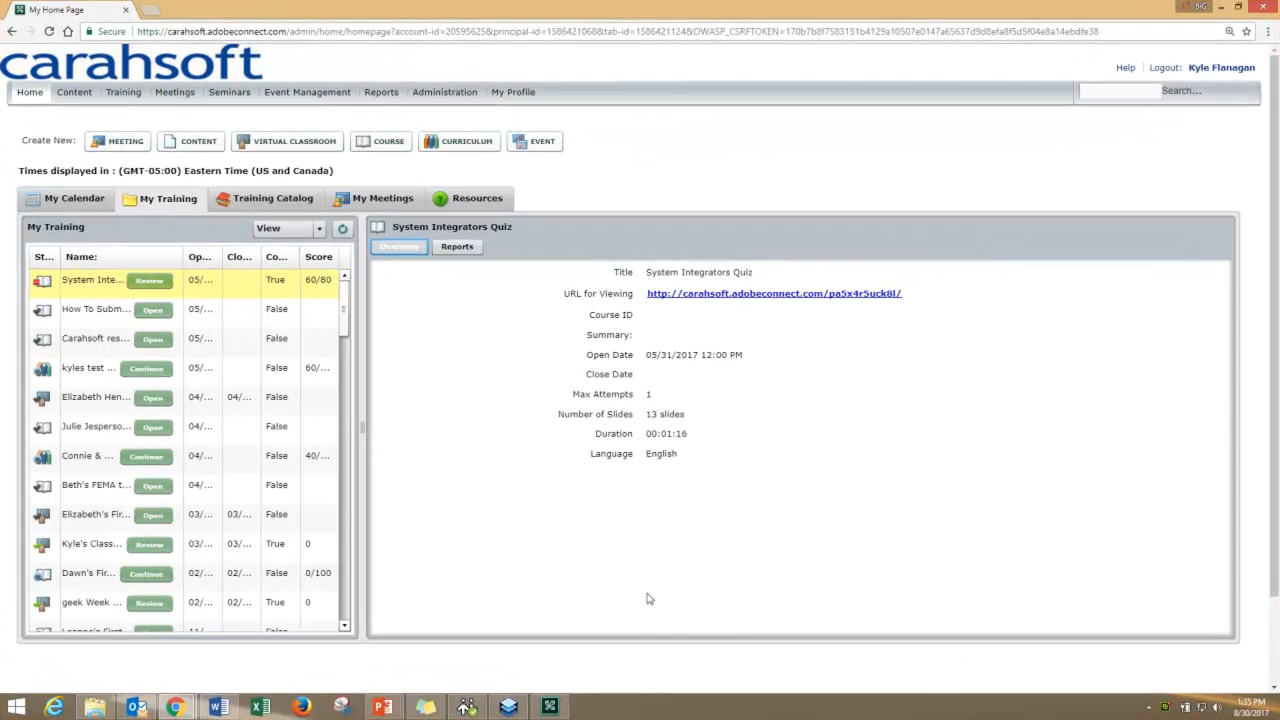 My Home Page
BIG
Secure
https://carahsoft.adobeconnect.com/admin/home/homepage?account-id=20595625&principal-id=1586421068&tab-id=1586421124&OWASP_CSRFTOKEN=170b7b8f7583151b4129a10507e0147a65637d9d8efa8f5d5f04e8a14ebdfe38
carahsoft
Help
Logout: Kyle Flanagan
Home Content Training Meetings Seminars Event Management Reports Administration My Profile
Search...
Create New: MEETING CONTENT VIRTUAL CLASSROOM COURSE CURRICULUM EVENT
Times displayed in : (GMT-05:00) Eastern Time (US and Canada)
My Calendar My Training Training Catalog My Meetings Resources
My Training View
St... Name: Op... Clo... Co... Score
System Inte... Review 05/... True 60/80
How To Subm... Open 05/... False
Carahsoft res... Open 05/... False
kyles test ... Continue 05/... False 60/...
Elizabeth Hen... Open 04/... 04/... False
Julie Jesperso... Open 04/... False
Connie & ... Continue 04/... False 40/...
Beth's FEMA t... Open 04/... False
Elizabeth's Fir... Open 03/... 03/... False
Kyle's Class... Review 03/... 03/... True 0
Dawn's Fir... Continue 02/... 02/... False 0/100
geek Week ... Review 02/... 02/... True 0
System Integrators Quiz
Overview Reports
Title System Integrators Quiz
URL for Viewing http://carahsoft.adobeconnect.com/pa5x4r5uck8l/
Course ID
Summary:
Open Date 05/31/2017 12:00 PM
Close Date
Max Attempts 1
Number of Slides 13 slides
Duration 00:01:16
Language English
1:35 PM
8/30/2017